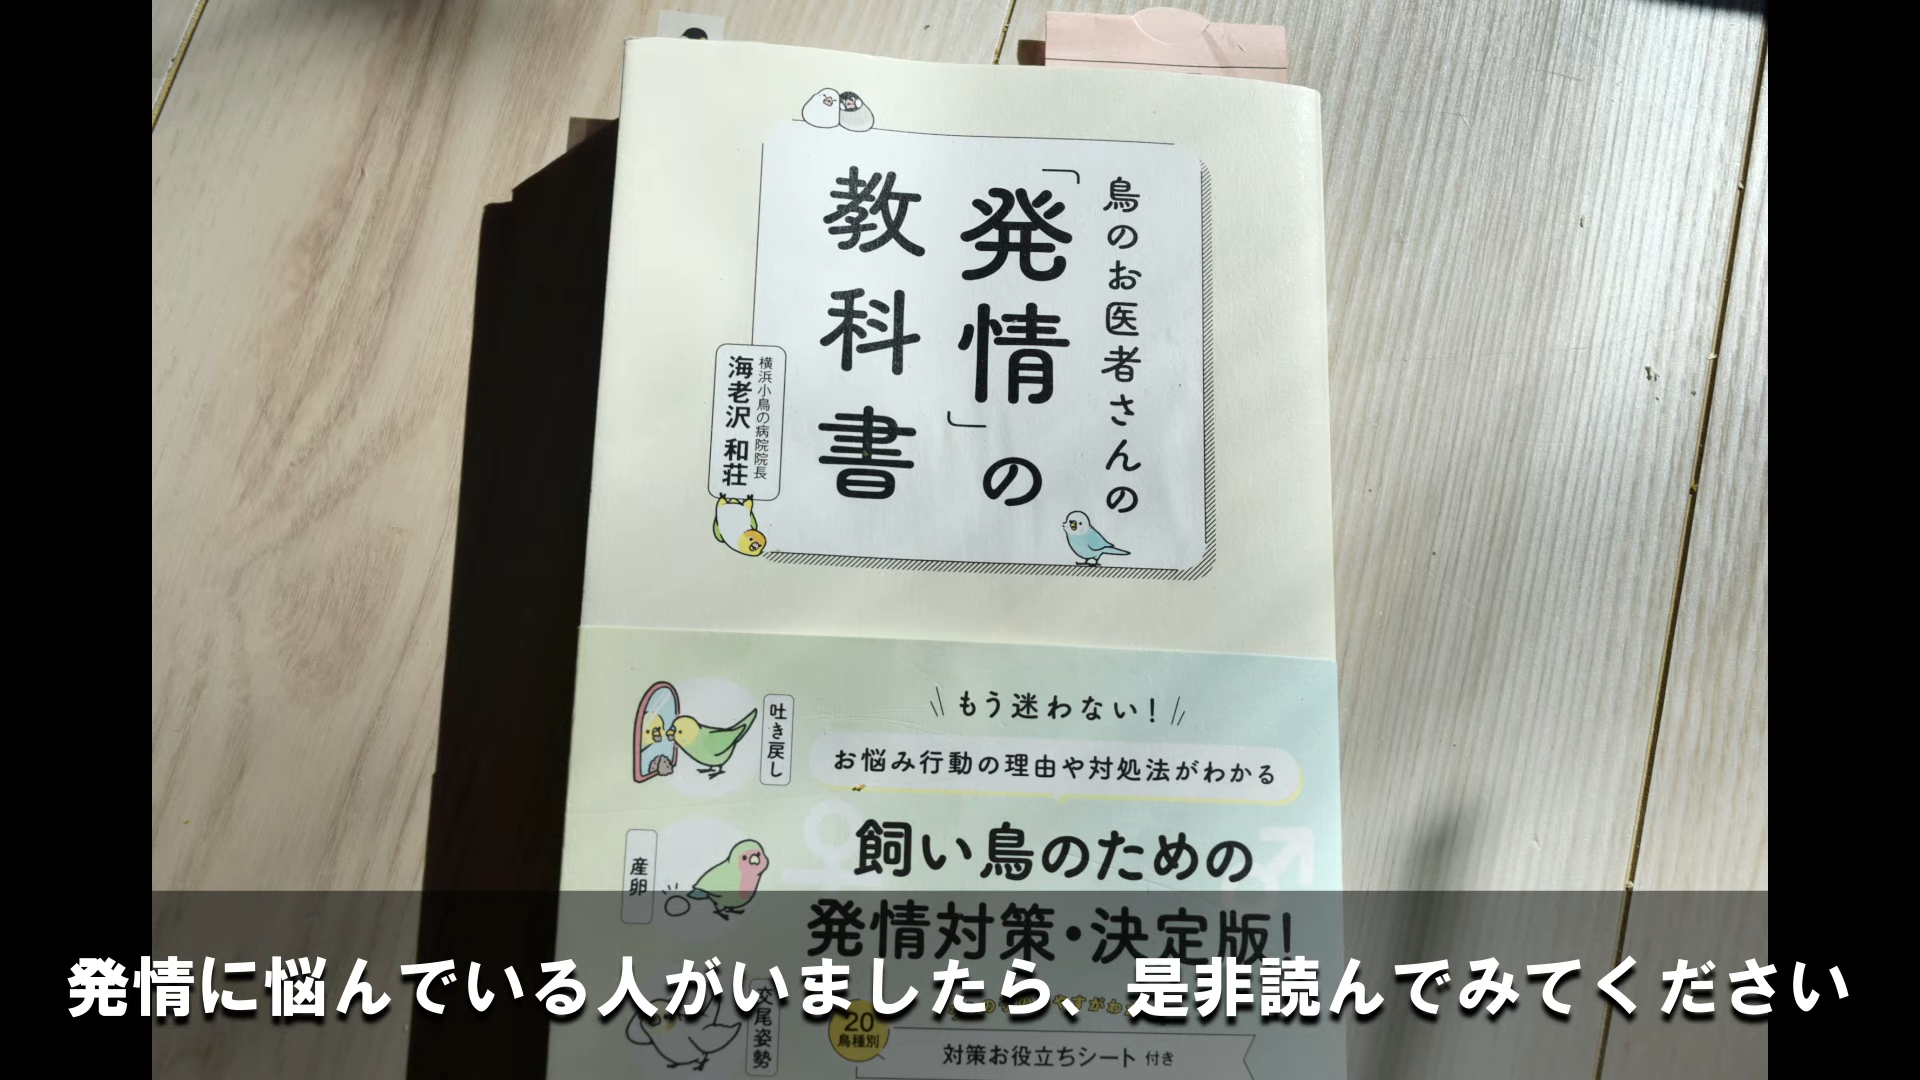 鳥のお医者さんの
「発情」の
教科書
横浜小鳥の病院院長
海老沢 和荘
もう迷わない！
お悩み行動の理由や対処法がわかる
吐き戻し
飼い鳥のための
発情対策・決定版！
産卵
交尾姿勢
20
鳥種別
対策お役立ちシート 付き
発情に悩んでいる人がいましたら、是非読んでみてください